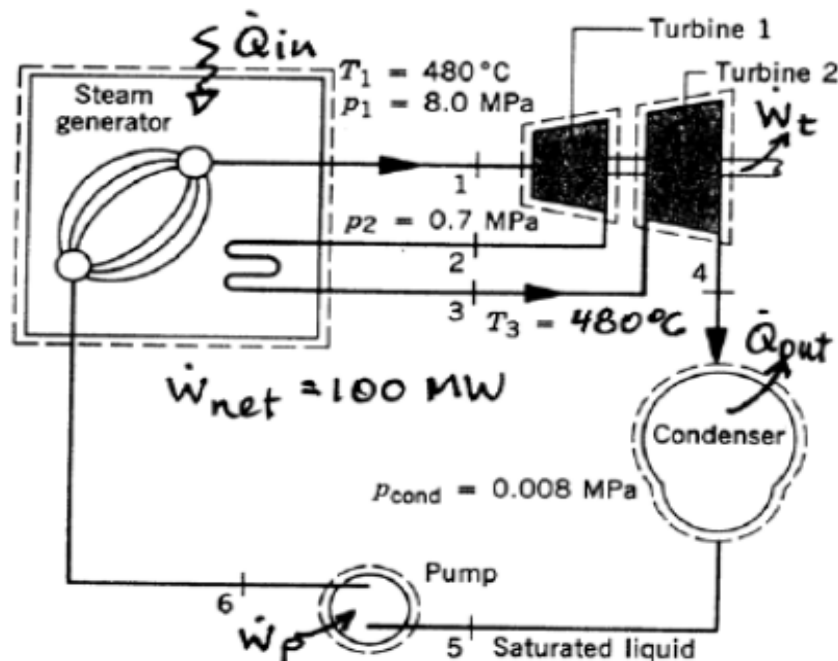 Q̇in
T1 = 480°C
p1 = 8.0 MPa
Turbine 1
Turbine 2
Steam
generator
Ẇt
1
p2 = 0.7 MPa
2
3
T3 = 480°C
4
Ẇnet = 100 MW
Q̇out
Condenser
pcond = 0.008 MPa
Pump
6
Ẇp
5
Saturated liquid